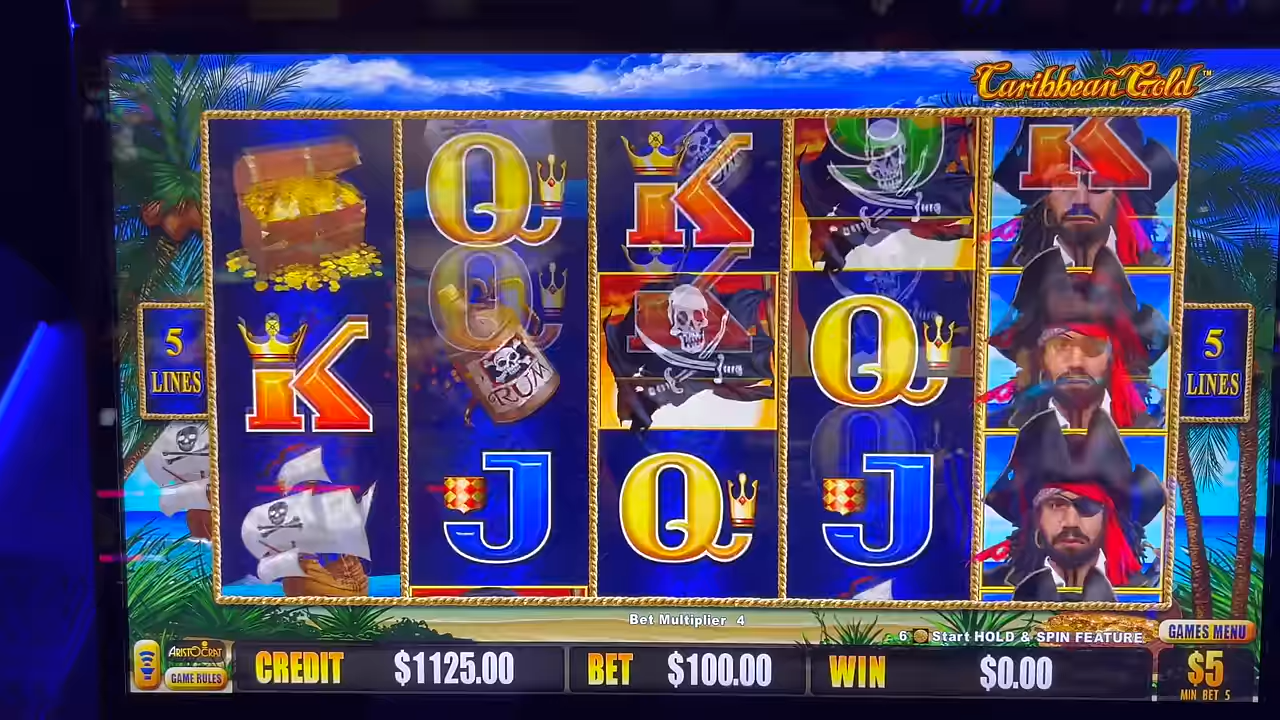 Caribbean Gold™
Q K K
5 LINES
K RUM Q
5 LINES
J Q J
Bet Multiplier 4
6 Start HOLD & SPIN FEATURE
GAMES MENU
ARISTOCRAT
GAME RULES
CREDIT $1125.00 BET $100.00 WIN $0.00
$5
MIN BET 5